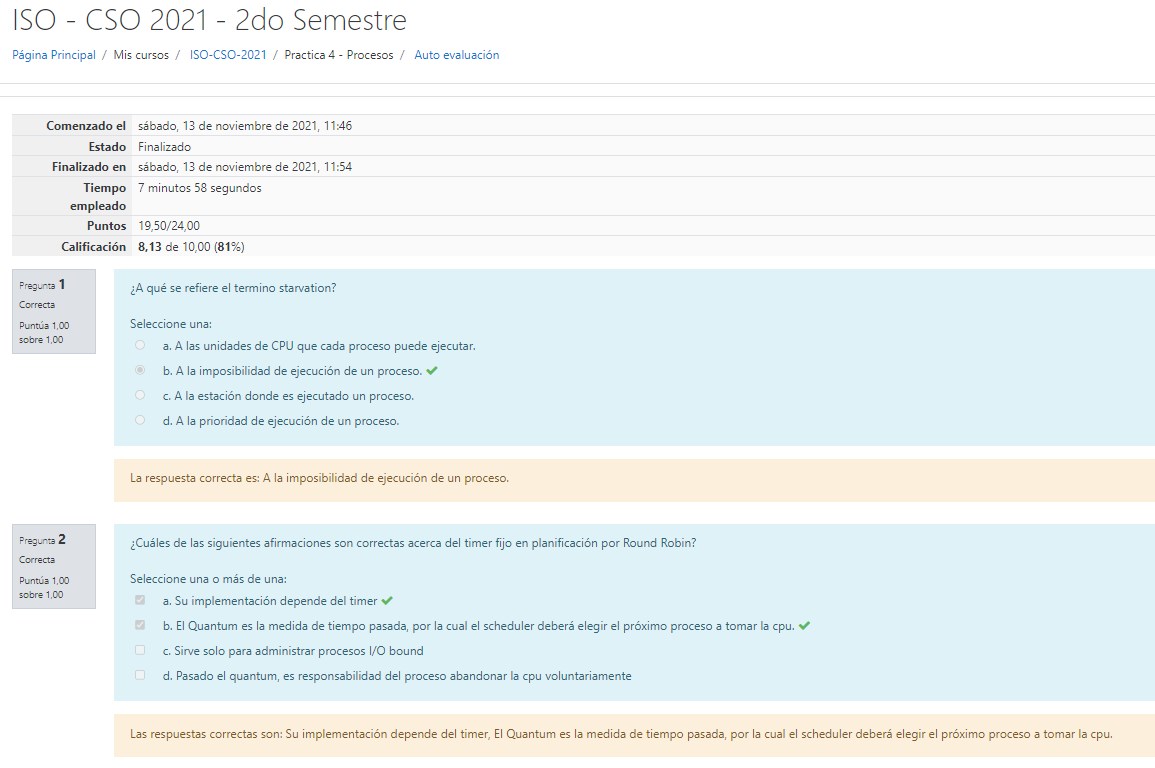 ISO - CSO 2021 - 2do Semestre
Página Principal / Mis cursos / ISO-CSO-2021 / Practica 4 - Procesos / Auto evaluación
Comenzado el sábado, 13 de noviembre de 2021, 11:46
Estado Finalizado
Finalizado en sábado, 13 de noviembre de 2021, 11:54
Tiempo empleado 7 minutos 58 segundos
Puntos 19,50/24,00
Calificación 8,13 de 10,00 (81%)
Pregunta 1
Correcta
Puntúa 1,00
sobre 1,00
¿A qué se refiere el termino starvation?
Seleccione una:
a. A las unidades de CPU que cada proceso puede ejecutar.
b. A la imposibilidad de ejecución de un proceso.
c. A la estación donde es ejecutado un proceso.
d. A la prioridad de ejecución de un proceso.
La respuesta correcta es: A la imposibilidad de ejecución de un proceso.
Pregunta 2
Correcta
Puntúa 1,00
sobre 1,00
¿Cuáles de las siguientes afirmaciones son correctas acerca del timer fijo en planificación por Round Robin?
Seleccione una o más de una:
a. Su implementación depende del timer
b. El Quantum es la medida de tiempo pasada, por la cual el scheduler deberá elegir el próximo proceso a tomar la cpu.
c. Sirve solo para administrar procesos I/O bound
d. Pasado el quantum, es responsabilidad del proceso abandonar la cpu voluntariamente
Las respuestas correctas son: Su implementación depende del timer, El Quantum es la medida de tiempo pasada, por la cual el scheduler deberá elegir el próximo proceso a tomar la cpu.